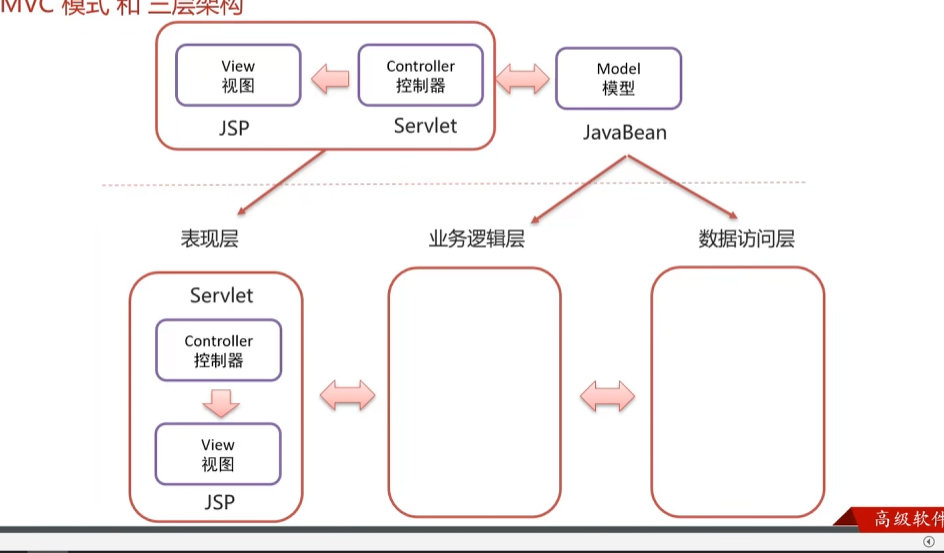 MVC 模式 和 三层架构
View
视图
Controller
控制器
Model
模型
JSP
Servlet
JavaBean
表现层
业务逻辑层
数据访问层
Servlet
Controller
控制器
View
视图
JSP
高级软件